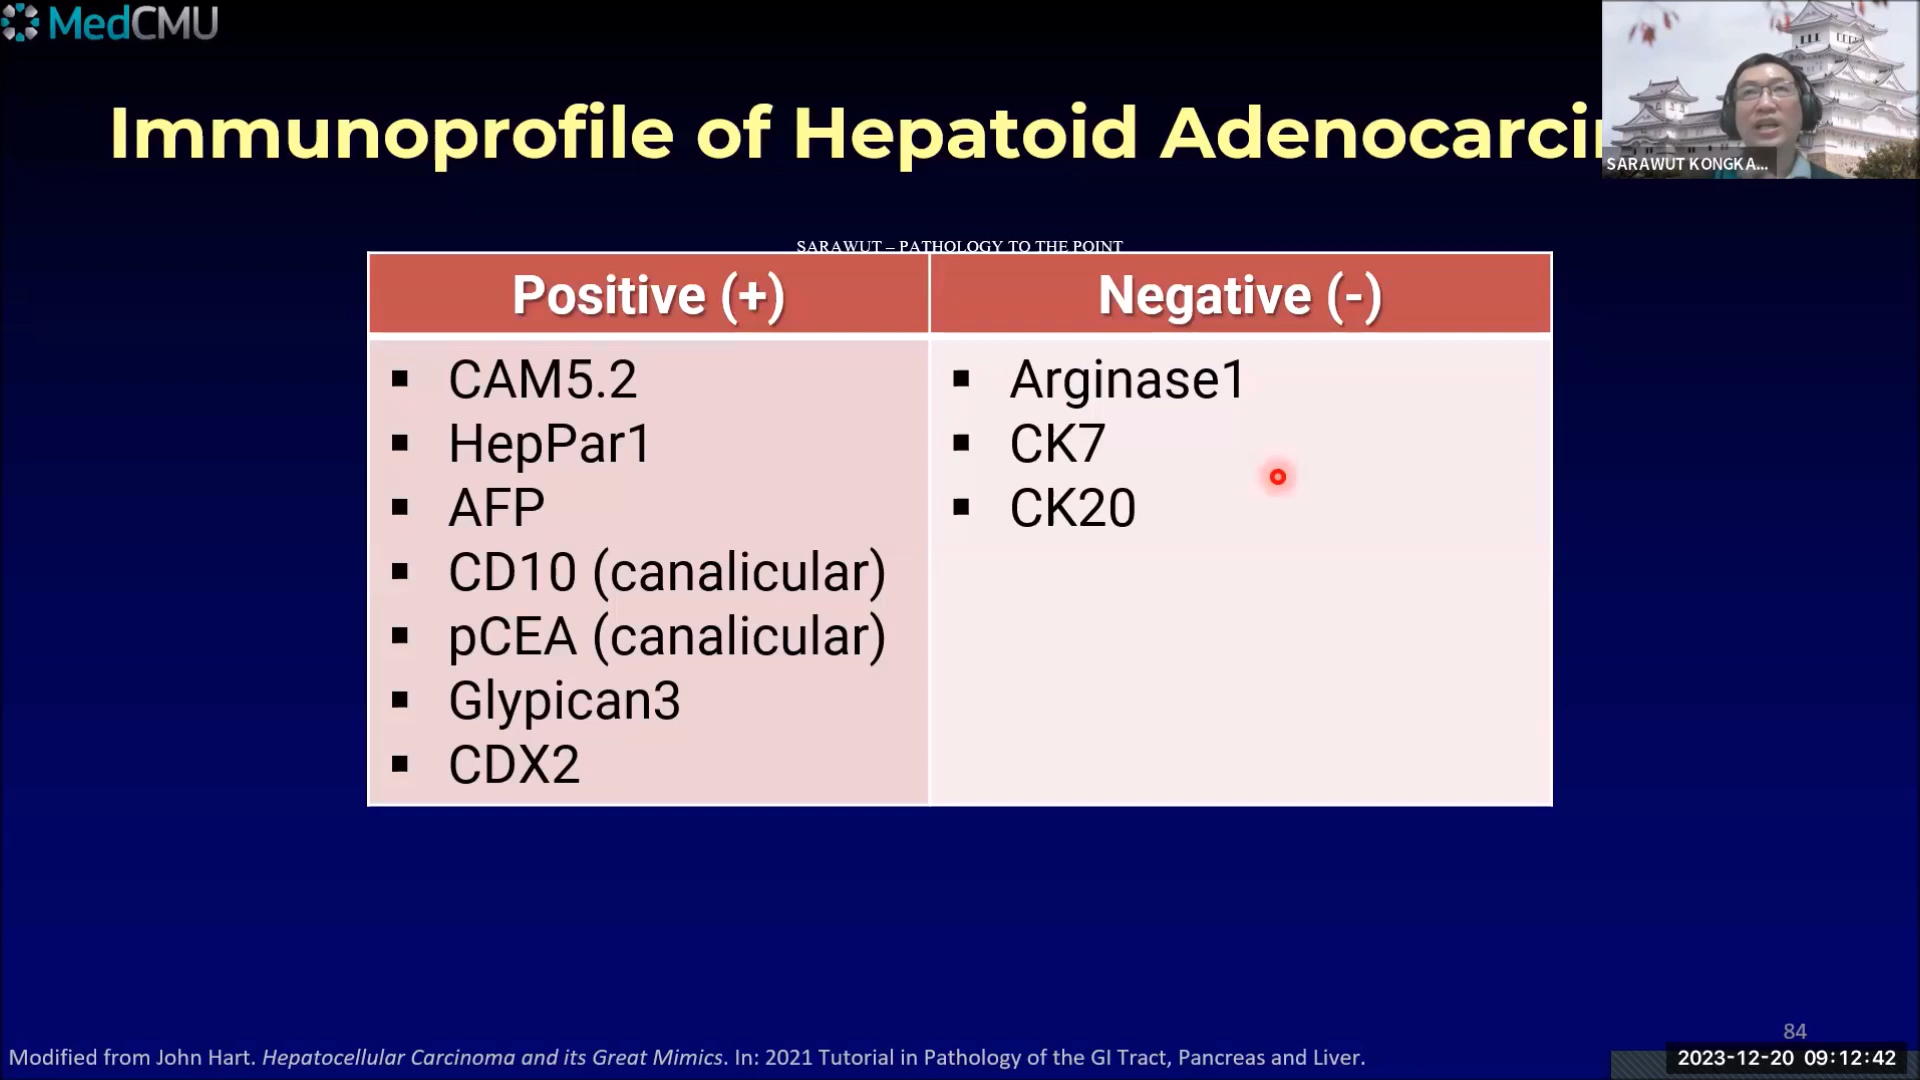 MedCMU
Immunoprofile of Hepatoid Adenocarci
SARAWUT KONGKA...
SARAWUT – PATHOLOGY TO THE POINT
Positive (+)
Negative (-)
▪ CAM5.2
▪ HepPar1
▪ AFP
▪ CD10 (canalicular)
▪ pCEA (canalicular)
▪ Glypican3
▪ CDX2
▪ Arginase1
▪ CK7
▪ CK20
84
Modified from John Hart. Hepatocellular Carcinoma and its Great Mimics. In: 2021 Tutorial in Pathology of the GI Tract, Pancreas and Liver.
2023-12-20 09:12:42